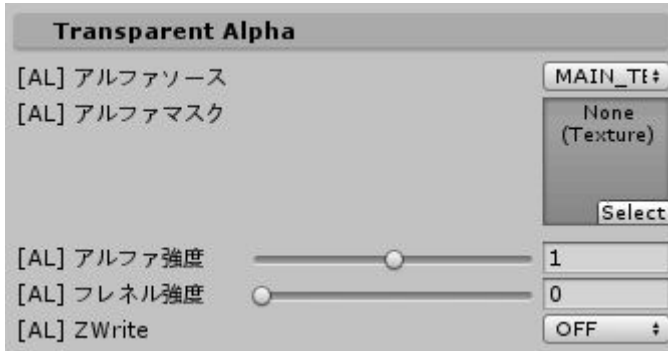 Transparent Alpha
[AL] アルファソース
MAIN_TE
[AL] アルファマスク
None
(Texture)
Select
[AL] アルファ強度
1
[AL] フレネル強度
0
[AL] ZWrite
OFF